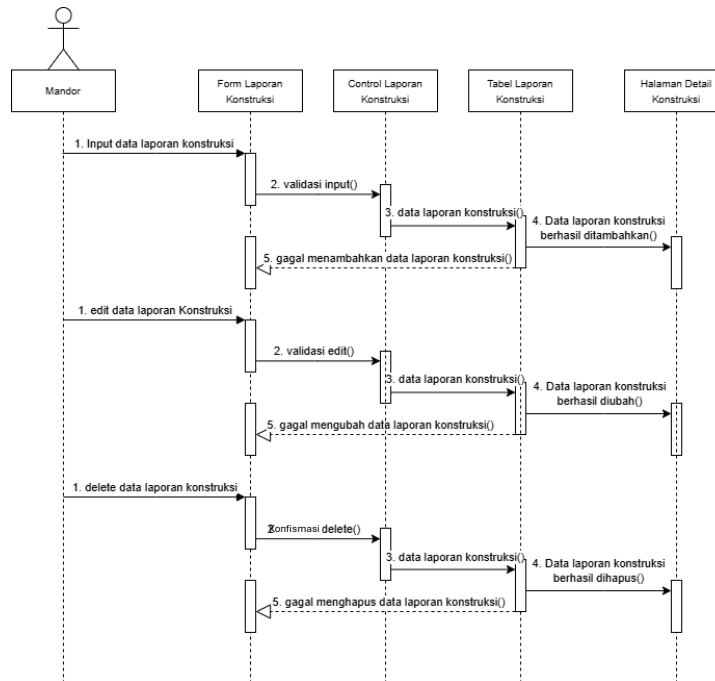 Mandor
Form Laporan
Konstruksi
Control Laporan
Konstruksi
Tabel Laporan
Konstruksi
Halaman Detail
Konstruksi
1. Input data laporan konstruksi
2. validasi input()
3. data laporan konstruksi()
4. Data laporan konstruksi
berhasil ditambahkan()
5. gagal menambahkan data laporan konstruksi()
1. edit data laporan Konstruksi
2. validasi edit()
3. data laporan konstruksi()
4. Data laporan konstruksi
berhasil diubah()
5. gagal mengubah data laporan konstruksi()
1. delete data laporan konstruksi
Konfismasi delete()
3. data laporan konstruksi()
4. Data laporan konstruksi
berhasil dihapus()
5. gagal menghapus data laporan konstruksi()